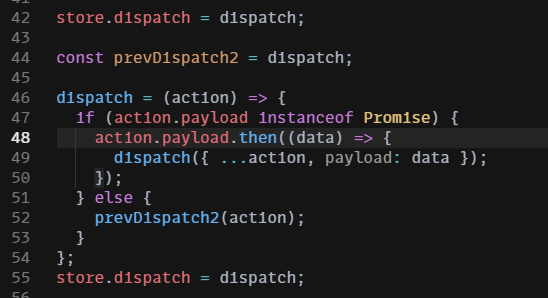 42 store.dispatch = dispatch;
43
44 const prevDispatch2 = dispatch;
45
46 dispatch = (action) => {
47 if (action.payload instanceof Promise) {
48 action.payload.then((data) => {
49 dispatch({ ...action, payload: data });
50 });
51 } else {
52 prevDispatch2(action);
53 }
54 };
55 store.dispatch = dispatch;